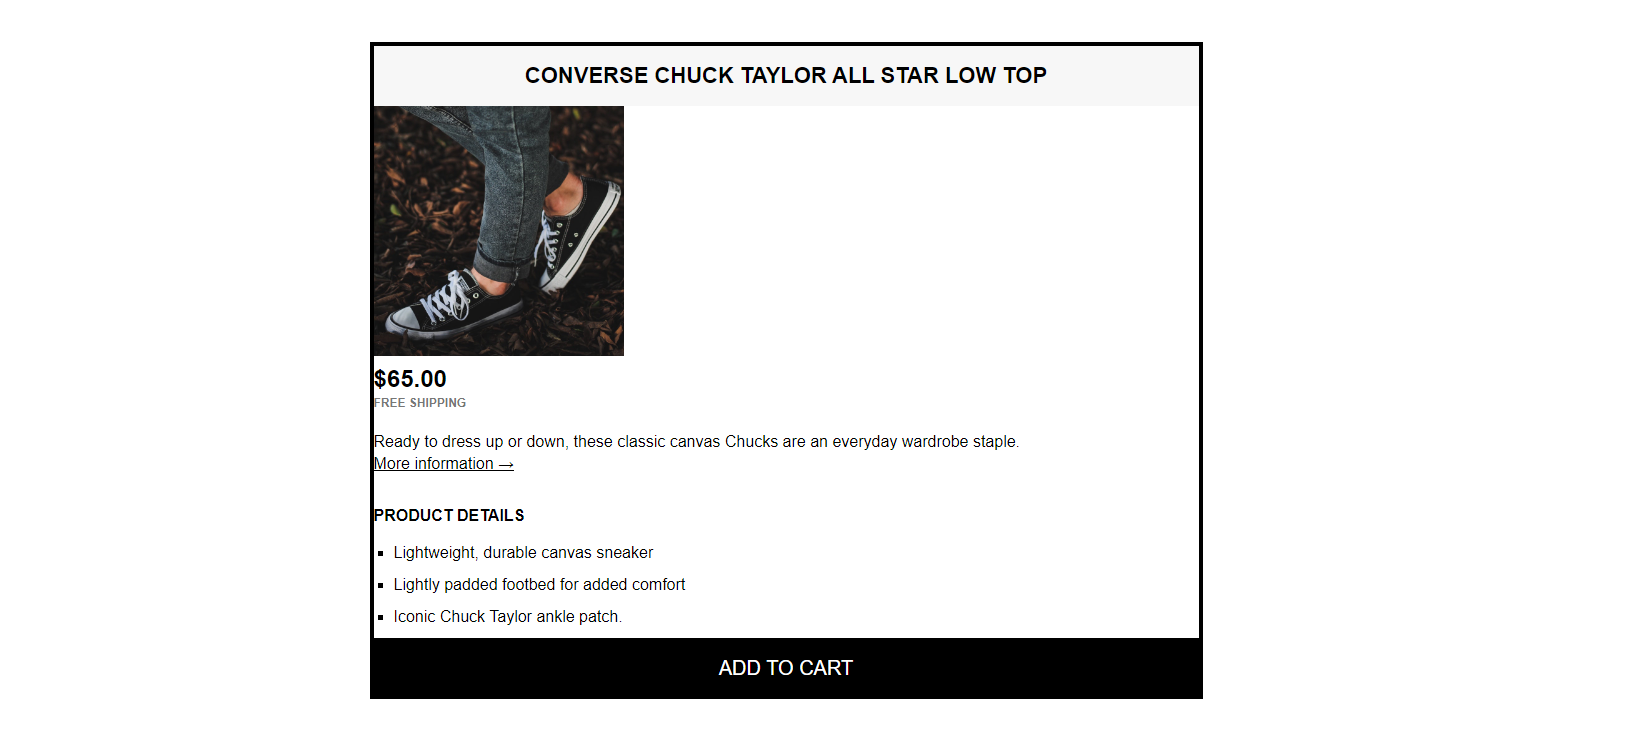 CONVERSE CHUCK TAYLOR ALL STAR LOW TOP
$65.00
FREE SHIPPING
Ready to dress up or down, these classic canvas Chucks are an everyday wardrobe staple.
More information →
PRODUCT DETAILS
Lightweight, durable canvas sneaker
Lightly padded footbed for added comfort
Iconic Chuck Taylor ankle patch.
ADD TO CART